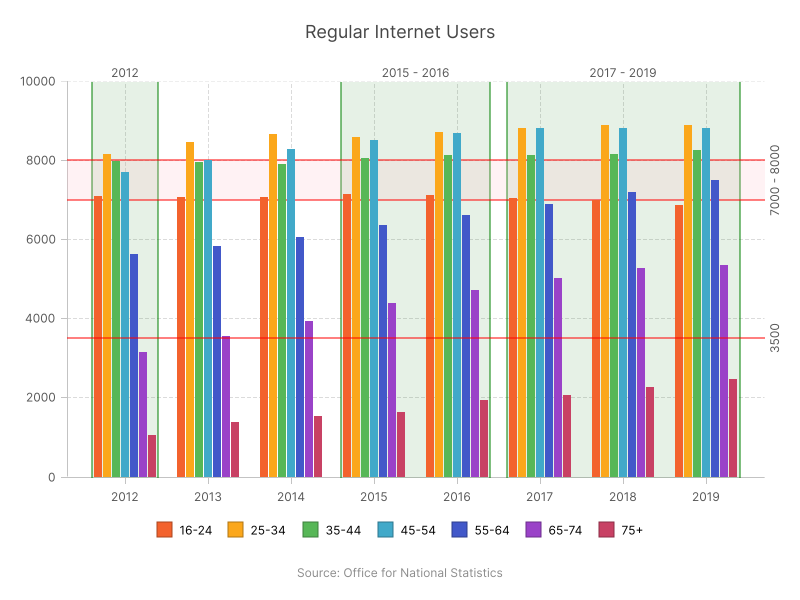 Regular Internet Users
2012
2015 - 2016
2017 - 2019
10000
8000
6000
4000
2000
0
7000 - 8000
3500
2012 2013 2014 2015 2016 2017 2018 2019
16-24 25-34 35-44 45-54 55-64 65-74 75+
Source: Office for National Statistics